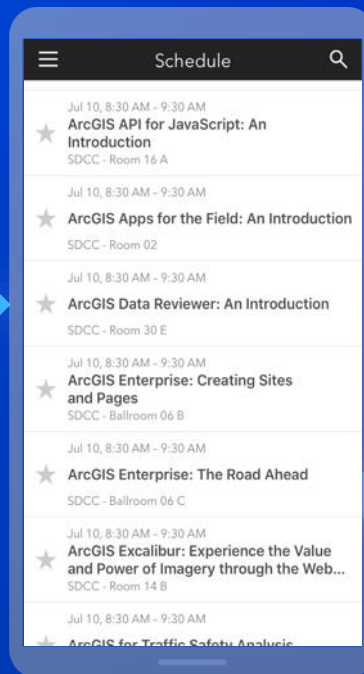 Schedule
Jul 10, 8:30 AM – 9:30 AM
ArcGIS API for JavaScript: An
Introduction
SDCC - Room 16 A
Jul 10, 8:30 AM – 9:30 AM
ArcGIS Apps for the Field: An Introduction
SDCC - Room 02
Jul 10, 8:30 AM – 9:30 AM
ArcGIS Data Reviewer: An Introduction
SDCC - Room 30 E
Jul 10, 8:30 AM – 9:30 AM
ArcGIS Enterprise: Creating Sites
and Pages
SDCC - Ballroom 06 B
Jul 10, 8:30 AM – 9:30 AM
ArcGIS Enterprise: The Road Ahead
SDCC - Ballroom 06 C
Jul 10, 8:30 AM – 9:30 AM
ArcGIS Excalibur: Experience the Value
and Power of Imagery through the Web...
SDCC - Room 14 B
Jul 10, 8:30 AM – 9:30 AM
ArcGIS for Traffic Safety Analysis